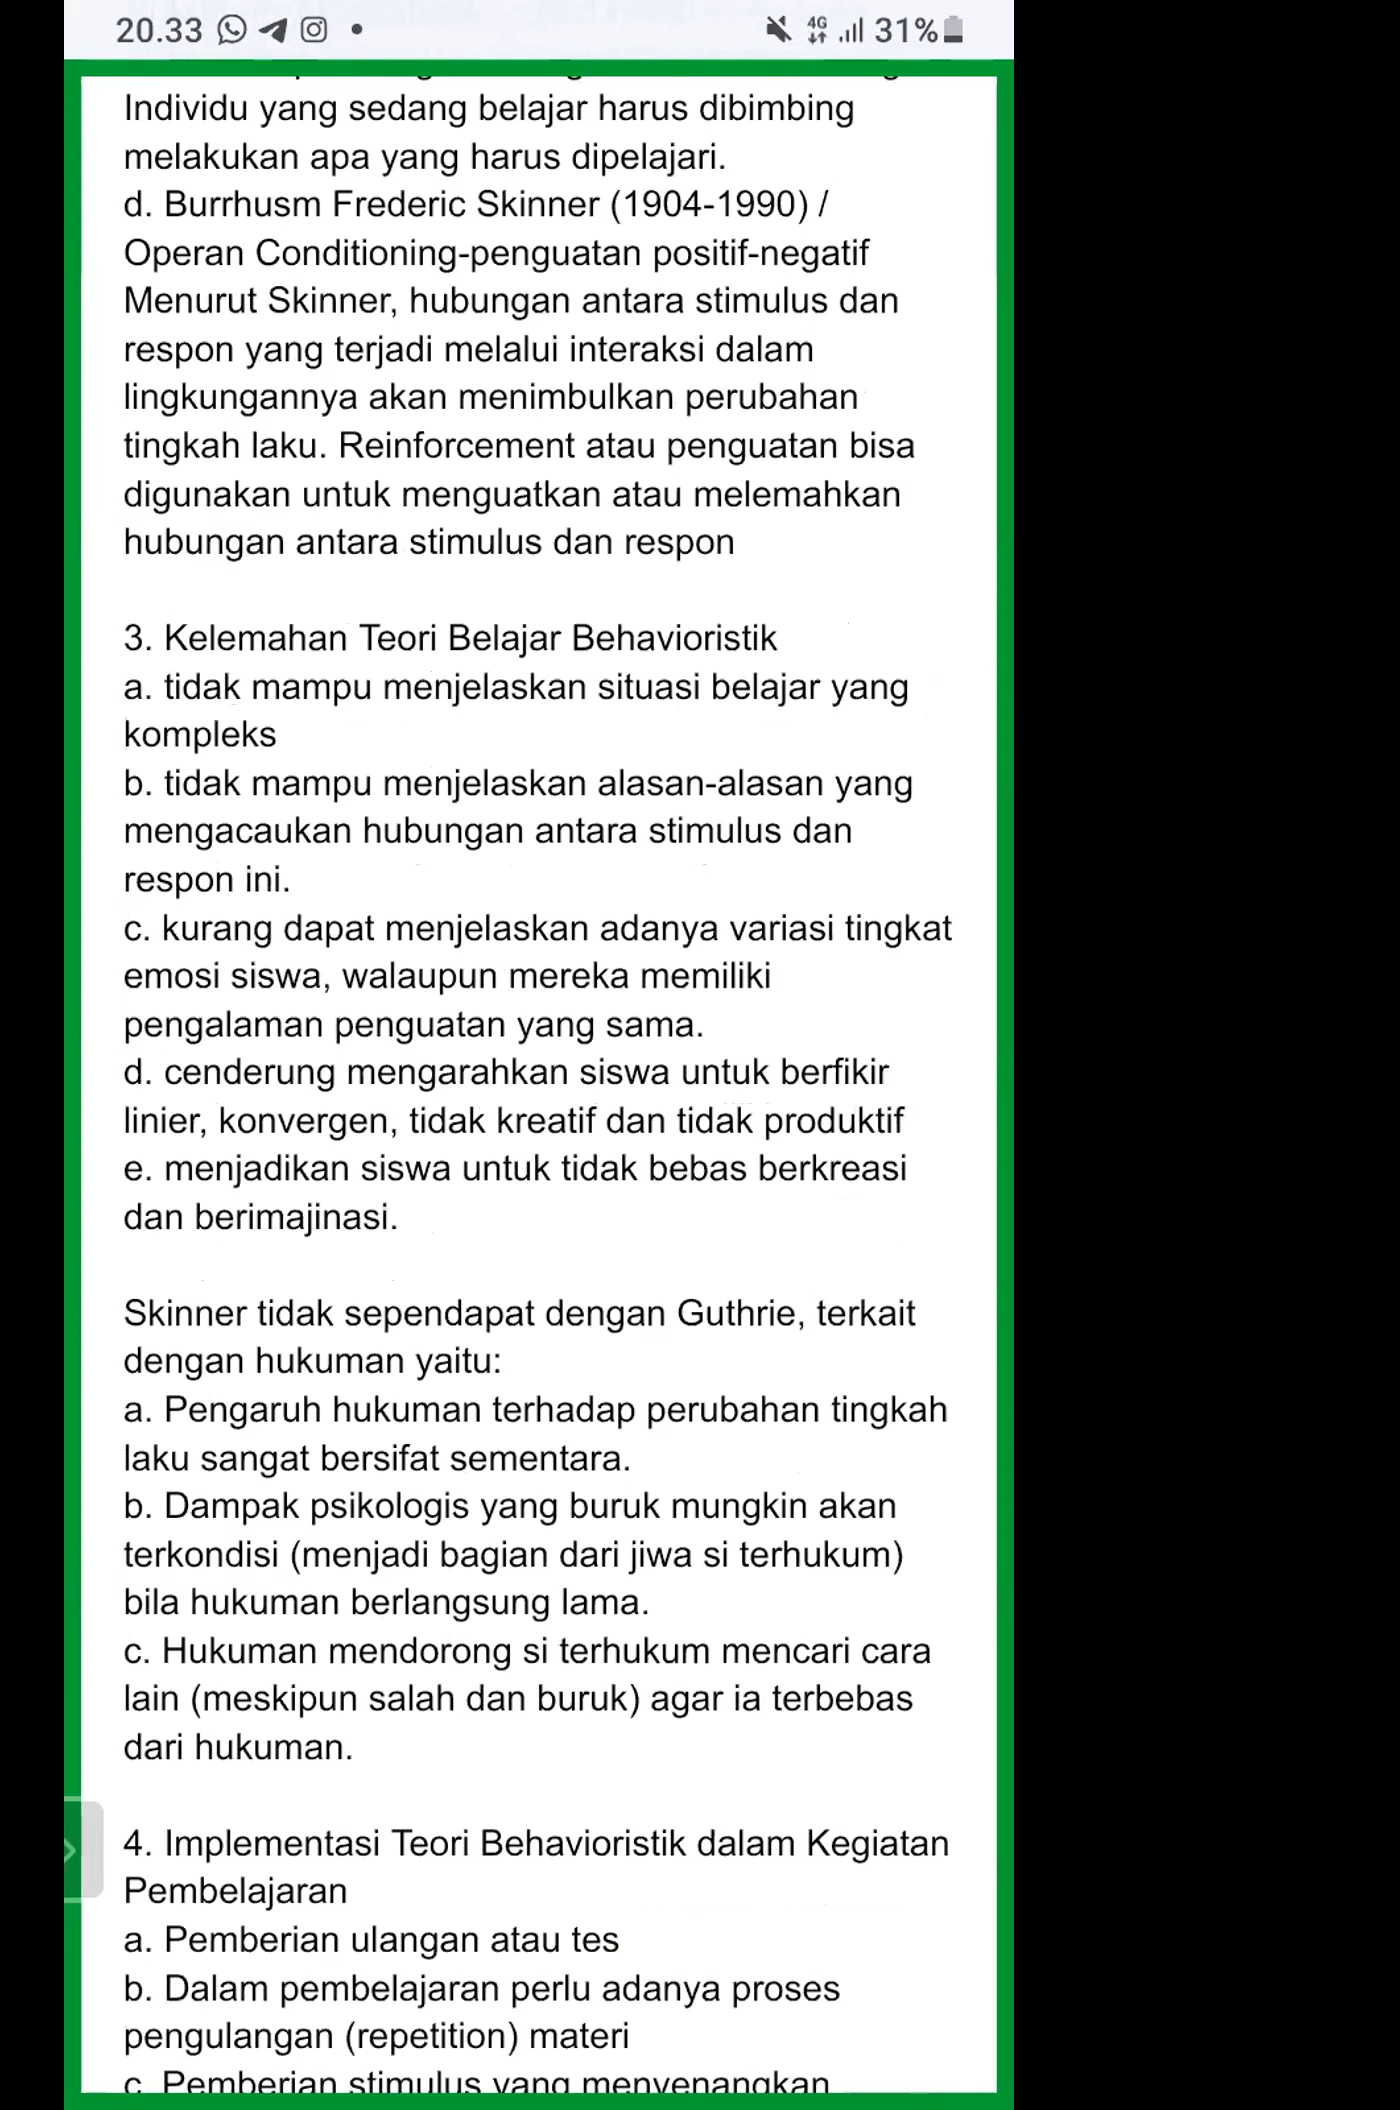 20.33 4G 31%
Individu yang sedang belajar harus dibimbing
melakukan apa yang harus dipelajari.
d. Burrhusm Frederic Skinner (1904-1990) /
Operan Conditioning-penguatan positif-negatif
Menurut Skinner, hubungan antara stimulus dan
respon yang terjadi melalui interaksi dalam
lingkungannya akan menimbulkan perubahan
tingkah laku. Reinforcement atau penguatan bisa
digunakan untuk menguatkan atau melemahkan
hubungan antara stimulus dan respon
3. Kelemahan Teori Belajar Behavioristik
a. tidak mampu menjelaskan situasi belajar yang
kompleks
b. tidak mampu menjelaskan alasan-alasan yang
mengacaukan hubungan antara stimulus dan
respon ini.
c. kurang dapat menjelaskan adanya variasi tingkat
emosi siswa, walaupun mereka memiliki
pengalaman penguatan yang sama.
d. cenderung mengarahkan siswa untuk berfikir
linier, konvergen, tidak kreatif dan tidak produktif
e. menjadikan siswa untuk tidak bebas berkreasi
dan berimajinasi.
Skinner tidak sependapat dengan Guthrie, terkait
dengan hukuman yaitu:
a. Pengaruh hukuman terhadap perubahan tingkah
laku sangat bersifat sementara.
b. Dampak psikologis yang buruk mungkin akan
terkondisi (menjadi bagian dari jiwa si terhukum)
bila hukuman berlangsung lama.
c. Hukuman mendorong si terhukum mencari cara
lain (meskipun salah dan buruk) agar ia terbebas
dari hukuman.
4. Implementasi Teori Behavioristik dalam Kegiatan
Pembelajaran
a. Pemberian ulangan atau tes
b. Dalam pembelajaran perlu adanya proses
pengulangan (repetition) materi
c. Pemberian stimulus yang menyenangkan